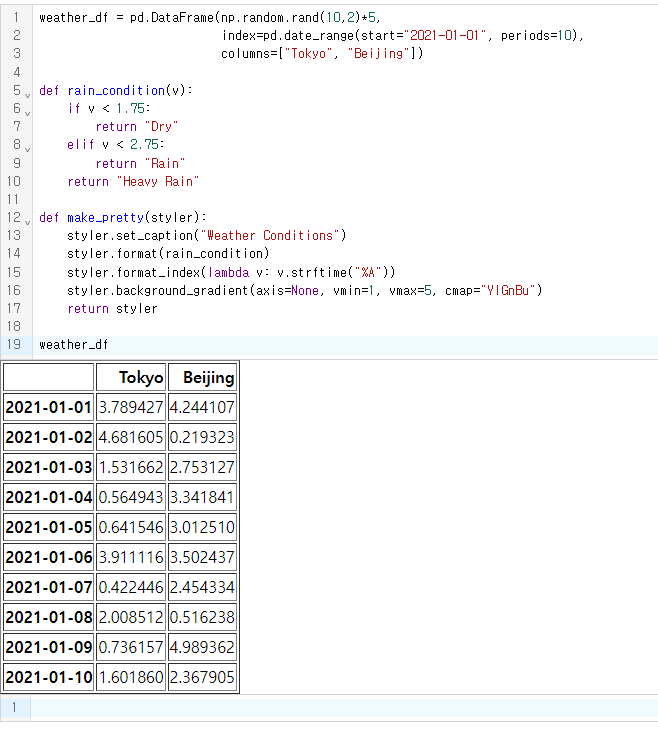 1 weather_df = pd.DataFrame(np.random.rand(10,2)*5,
2 index=pd.date_range(start="2021-01-01", periods=10),
3 columns=["Tokyo", "Beijing"])
4
5 def rain_condition(v):
6 if v < 1.75:
7 return "Dry"
8 elif v < 2.75:
9 return "Rain"
10 return "Heavy Rain"
11
12 def make_pretty(styler):
13 styler.set_caption("Weather Conditions")
14 styler.format(rain_condition)
15 styler.format_index(lambda v: v.strftime("%A"))
16 styler.background_gradient(axis=None, vmin=1, vmax=5, cmap="YlGnBu")
17 return styler
18
19 weather_df
Tokyo Beijing
2021-01-01 3.789427 4.244107
2021-01-02 4.681605 0.219323
2021-01-03 1.531662 2.753127
2021-01-04 0.564943 3.341841
2021-01-05 0.641546 3.012510
2021-01-06 3.911116 3.502437
2021-01-07 0.422446 2.454334
2021-01-08 2.008512 0.516238
2021-01-09 0.736157 4.989362
2021-01-10 1.601860 2.367905
1